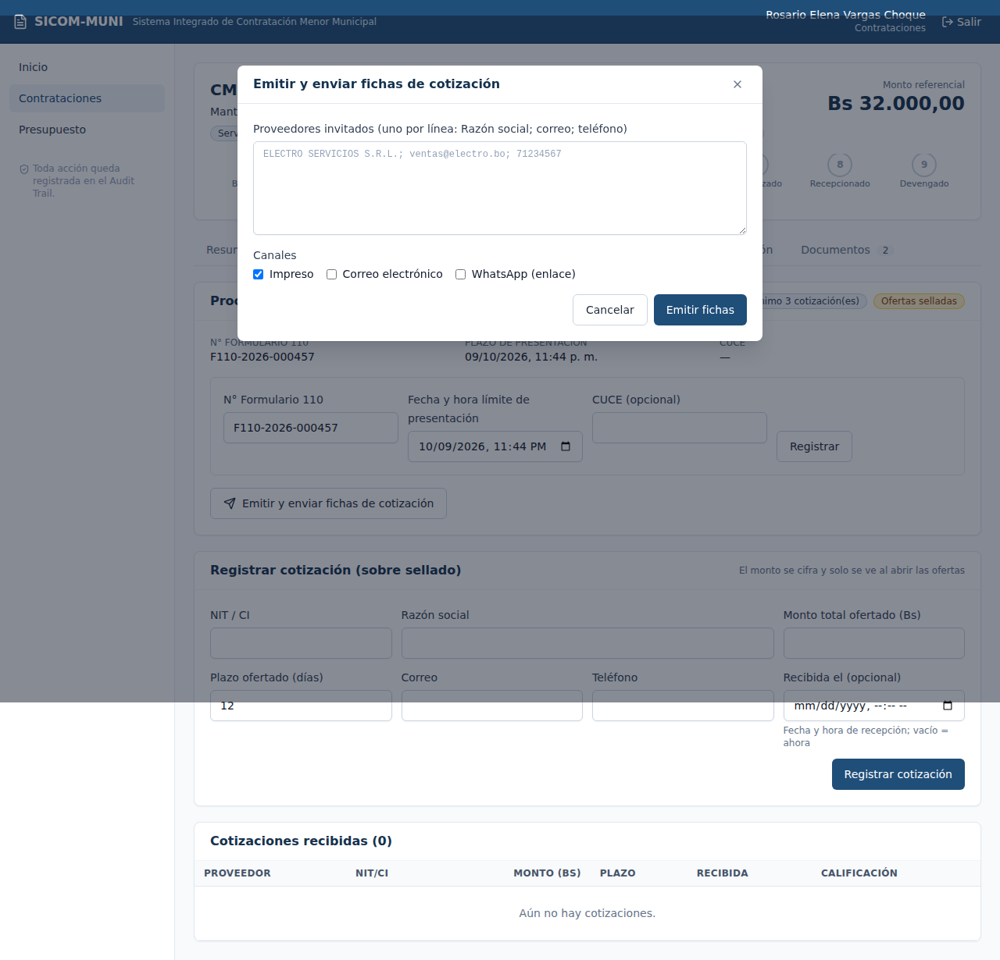 SICOM-MUNI Sistema Integrado de Contratación Menor Municipal
Rosario Elena Vargas Choque
Contrataciones
Salir
Inicio
Contrataciones
Presupuesto
Toda acción queda
registrada en el Audit
Trail.
Monto referencial
Bs 32.000,00
8
9
Recepcionado
Devengado
Documentos 2
Emitir y enviar fichas de cotización
Proveedores invitados (uno por línea: Razón social; correo; teléfono)
ELECTRO SERVICIOS S.R.L.; ventas@electro.bo; 71234567
Canales
Impreso
Correo electrónico
WhatsApp (enlace)
Cancelar
Emitir fichas
3 cotización(es)
Ofertas selladas
N° FORMULARIO 110
PLAZO DE PRESENTACIÓN
CUCE
F110-2026-000457
09/10/2026, 11:44 p. m.
—
N° Formulario 110
Fecha y hora límite de
presentación
CUCE (opcional)
F110-2026-000457
10/09/2026, 11:44 PM
Registrar
Emitir y enviar fichas de cotización
Registrar cotización (sobre sellado)
El monto se cifra y solo se ve al abrir las ofertas
NIT / CI
Razón social
Monto total ofertado (Bs)
Plazo ofertado (días)
Correo
Teléfono
Recibida el (opcional)
12
mm/dd/yyyy, --:-- --
Fecha y hora de recepción; vacío =
ahora
Registrar cotización
Cotizaciones recibidas (0)
PROVEEDOR NIT/CI MONTO (BS) PLAZO RECIBIDA CALIFICACIÓN
Aún no hay cotizaciones.